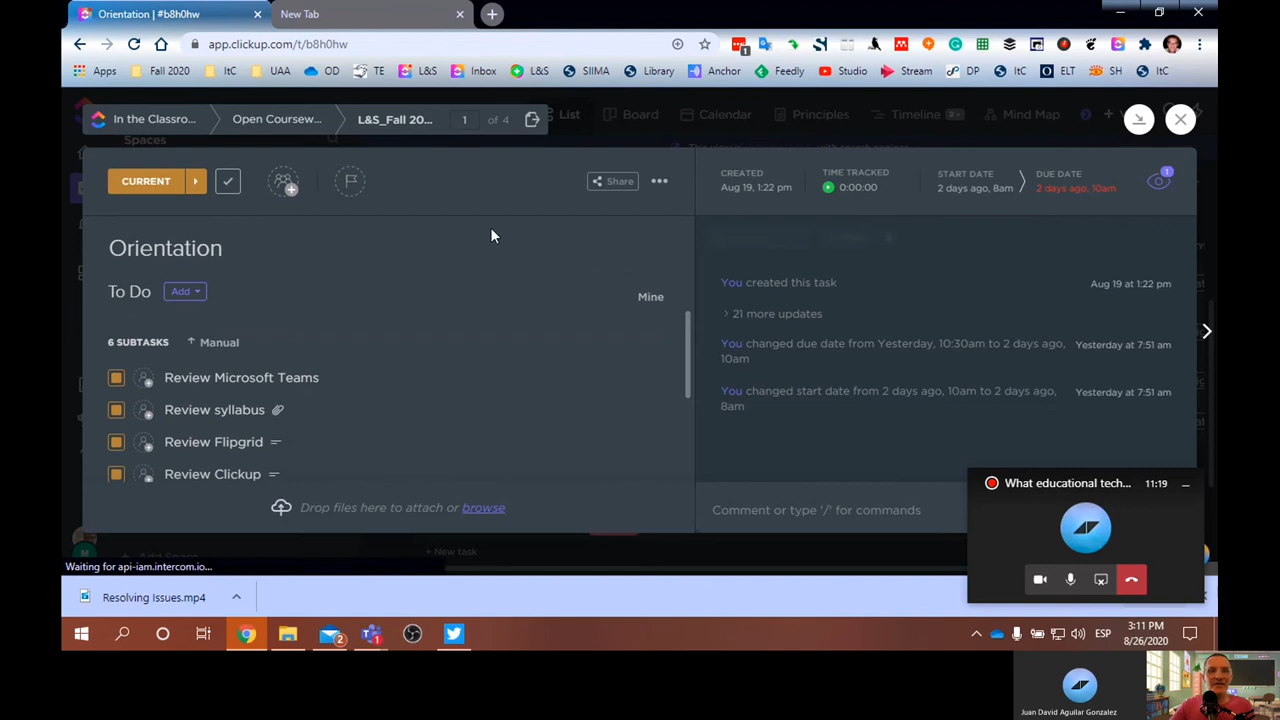 Orientation | #b8h0hw
New Tab
app.clickup.com/t/b8h0hw
1
Apps Fall 2020 ItC UAA OD TE L&S Inbox L&S SIIMA Library Anchor Feedly Studio Stream DP ItC ELT SH ItC
In the Classro... Open Coursew... L&S_Fall 20... 1 of 4
List Board Calendar Principles Timeline Mind Map
Spaces
CURRENT
Share
CREATED
Aug 19, 1:22 pm
TIME TRACKED
0:00:00
START DATE
2 days ago, 8am
DUE DATE
2 days ago, 10am
1
Orientation
To Do Add
Mine
6 SUBTASKS Manual
Review Microsoft Teams
Review syllabus
Review Flipgrid
Review Clickup
Drop files here to attach or browse
You created this task Aug 19 at 1:22 pm
21 more updates
You changed due date from Yesterday, 10:30am to 2 days ago, Yesterday at 7:51 am
10am
You changed start date from 2 days ago, 10am to 2 days ago, Yesterday at 7:51 am
8am
Comment or type '/' for commands
What educational tech... 11:19
+ New task
Add Space
Waiting for api-iam.intercom.io...
Resolving Issues.mp4
2
1
ESP
3:11 PM
8/26/2020
Juan David Aguilar Gonzalez